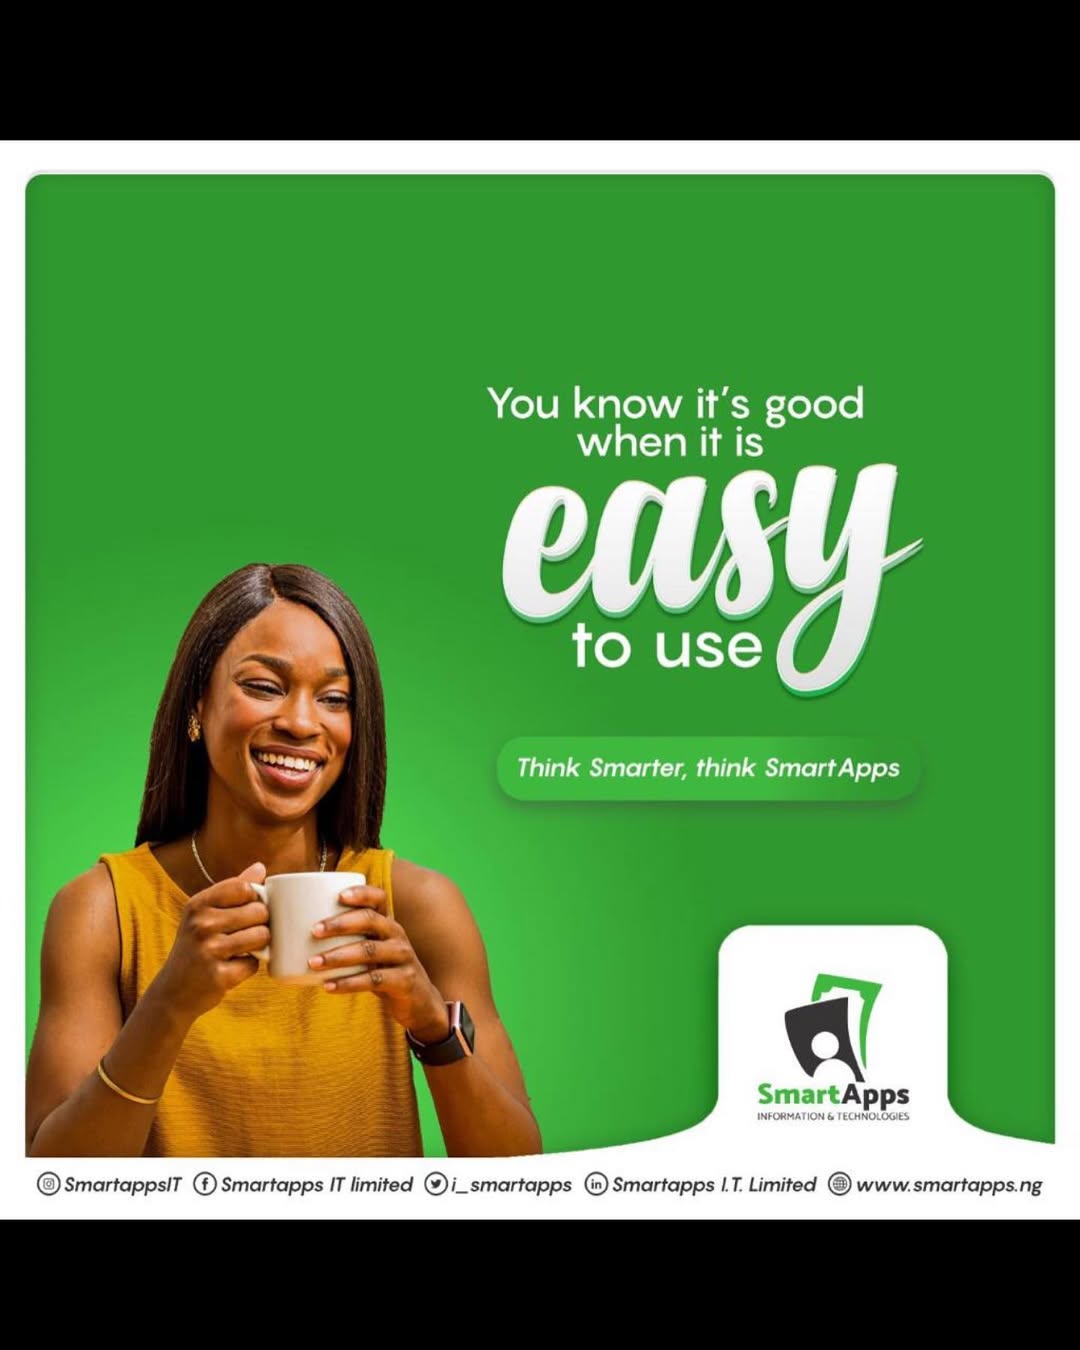 You know it's good
when it is
easy
to use
Think Smarter, think SmartApps
SmartApps
INFORMATION & TECHNOLOGIES
SmartappsIT Smartapps IT limited i_smartapps Smartapps I.T. Limited www.smartapps.ng